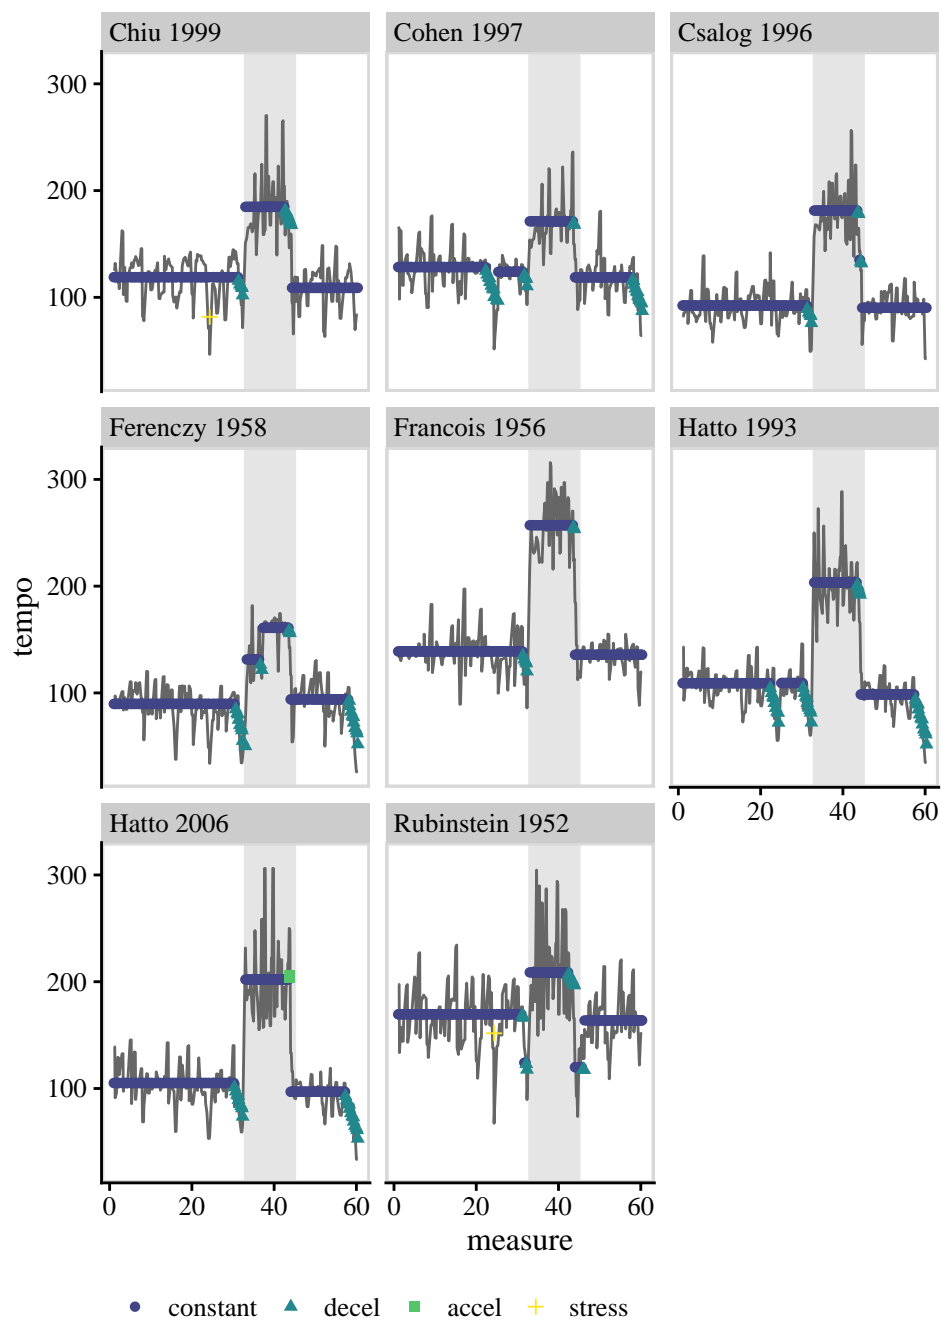 Chiu 1999 Cohen 1997 Csalog 1996
300
200
100
Ferenczy 1958 Francois 1956 Hatto 1993
300
200
100
tempo
0 20 40 60
Hatto 2006 Rubinstein 1952
300
200
100
0 20 40 60 0 20 40 60
measure
constant decel accel stress